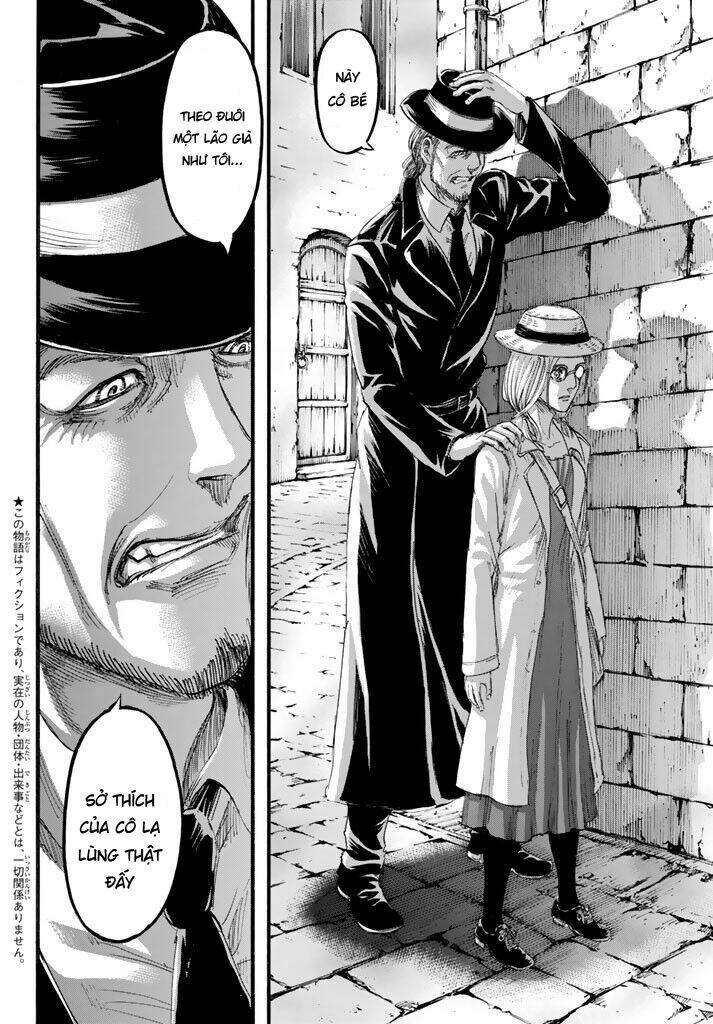 NÀY
CÔ BÉ
THEO ĐUÔI
MỘT LÃO GIÀ
NHƯ TÔI...
SỞ THÍCH
CỦA CÔ LẠ
LÙNG THẬT
ĐẤY
★この物語はフィクションであり、実在の人物・団体・出来事などとは、一切関係ありません。